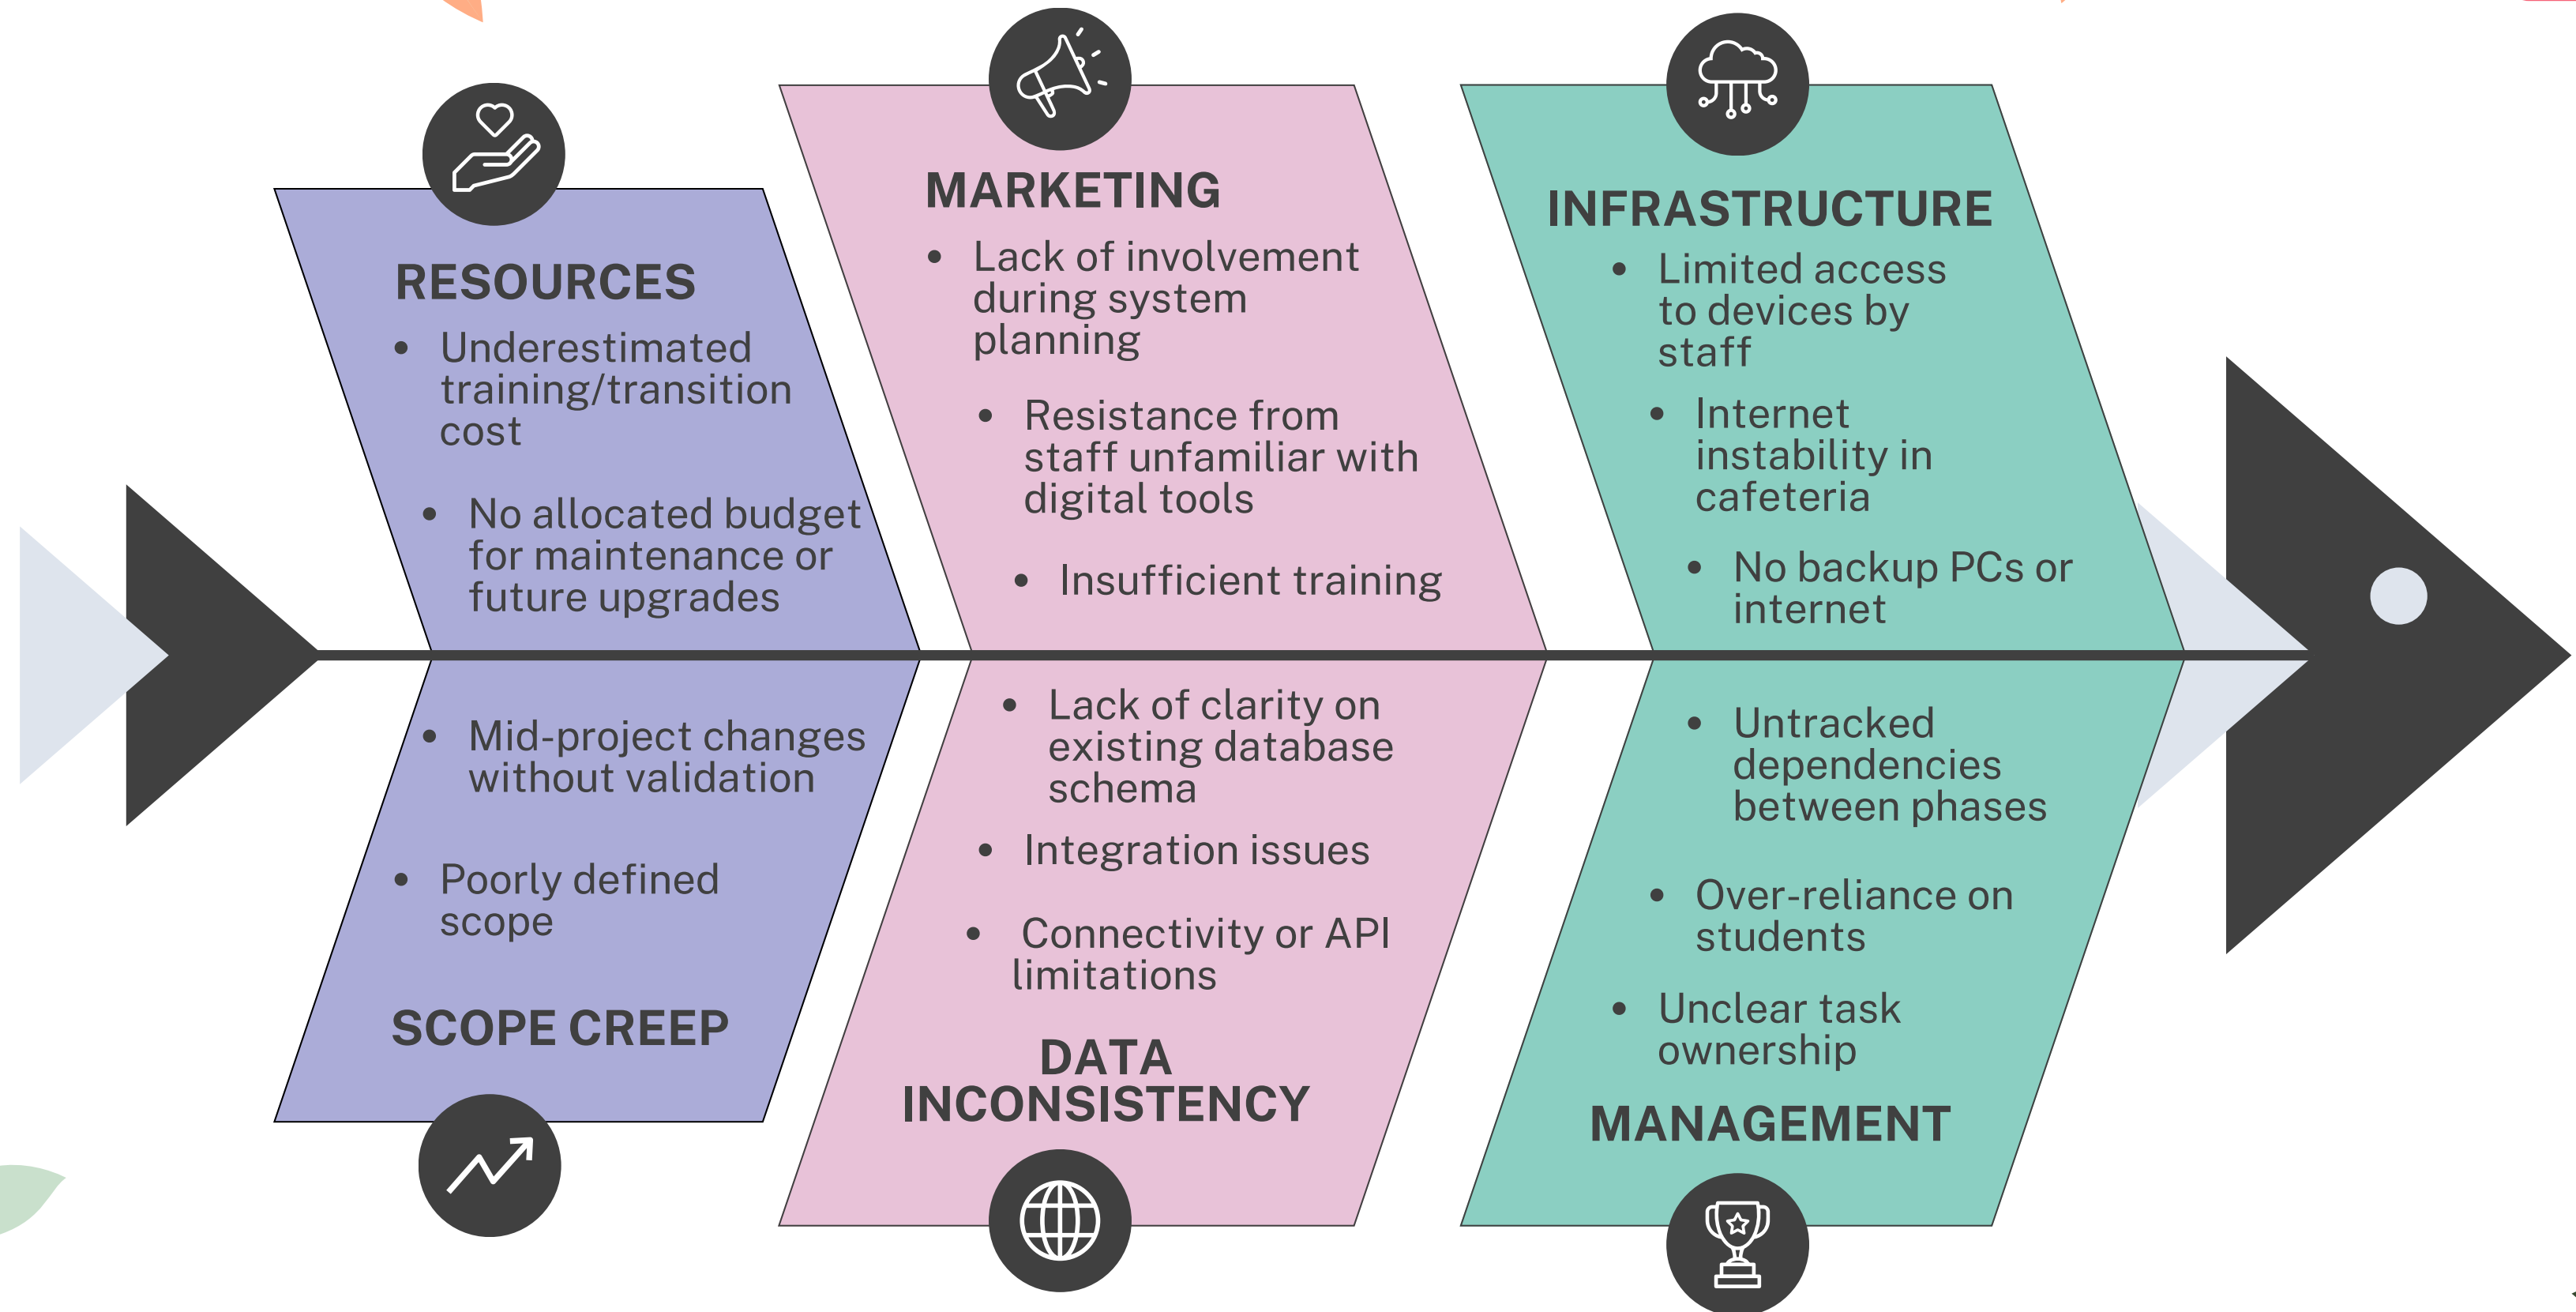 RESOURCES
• Underestimated
training/transition
cost
• No allocated budget
for maintenance or
future upgrades
MARKETING
• Lack of involvement
during system
planning
• Resistance from
staff unfamiliar with
digital tools
• Insufficient training
INFRASTRUCTURE
• Limited access
to devices by
staff
• Internet
instability in
cafeteria
• No backup PCs or
internet
• Mid-project changes
without validation
• Poorly defined
scope
SCOPE CREEP
• Lack of clarity on
existing database
schema
• Integration issues
• Connectivity or API
limitations
DATA
INCONSISTENCY
• Untracked
dependencies
between phases
• Over-reliance on
students
• Unclear task
ownership
MANAGEMENT